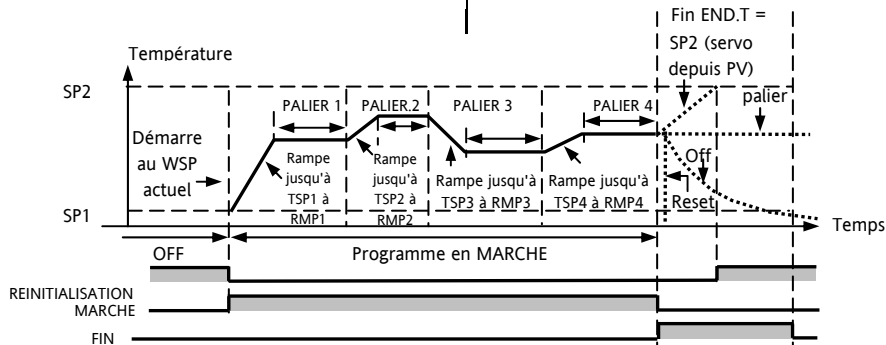 Fin END.T =
SP2 (servo
depuis PV)
Température
SP2
PALIER 1
PALIER.2
PALIER 3
PALIER 4
palier
Démarre
au WSP
actuel
Rampe
jusqu'à
TSP1 à
RMP1
Rampe
jusqu'à
TSP2 à
RMP2
Rampe jusqu'à
TSP3 à RMP3
Rampe jusqu'à
TSP4 à RMP4
Off
Reset
SP1
Temps
OFF
Programme en MARCHE
REINITIALISATION
MARCHE
FIN